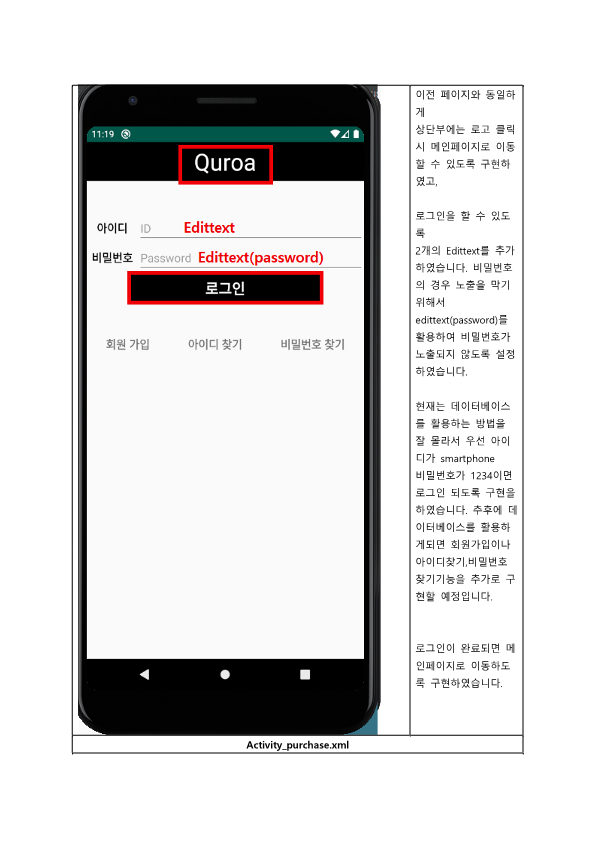 11:19
Quroa
아이디 ID Edittext
비밀번호 Password Edittext(password)
로그인
회원 가입 아이디 찾기 비밀번호 찾기
이전 페이지와 동일하
게
상단부에는 로고 클릭
시 메인페이지로 이동
할 수 있도록 구현하
였고,
로그인을 할 수 있도
록
2개의 Edittext를 추가
하였습니다. 비밀번호
의 경우 노출을 막기
위해서
edittext(password)를
활용하여 비밀번호가
노출되지 않도록 설정
하였습니다.
현재는 데이터베이스
를 활용하는 방법을
잘 몰라서 우선 아이
디가 smartphone
비밀번호가 1234이면
로그인 되도록 구현을
하였습니다. 추후에 데
이터베이스를 활용하
게되면 회원가입이나
아이디찾기,비밀번호
찾기기능을 추가로 구
현할 예정입니다.
로그인이 완료되면 메
인페이지로 이동하도
록 구현하였습니다.
Activity_purchase.xml